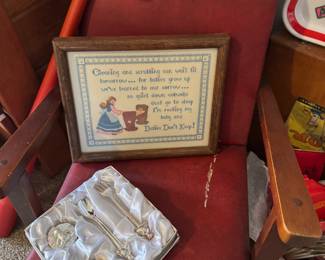 Cleaning and scrubbing can wait till
tomorrow... for babies grow up
we've learned to our sorrow...
so quiet down cobwebs
dust go to sleep
I'm rocking my
baby and
Babies Don't Keep!